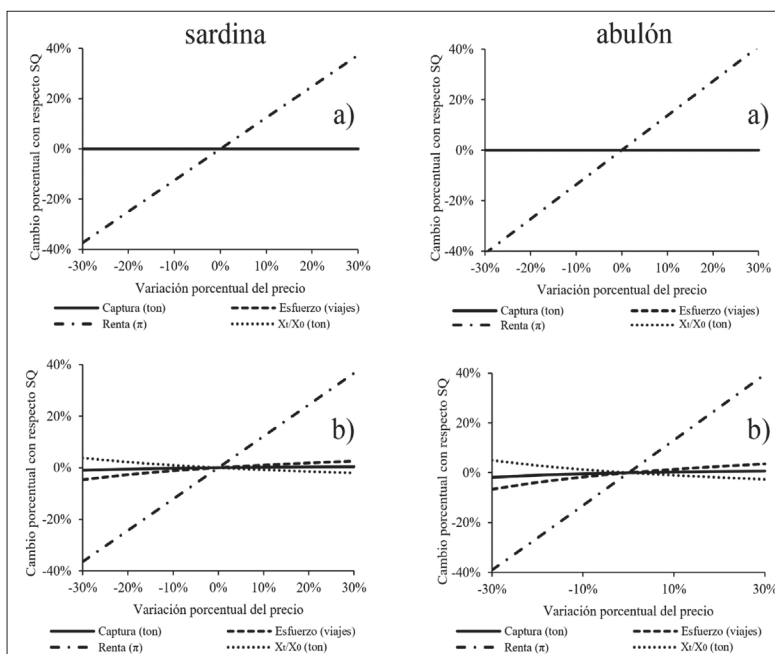 sardina
Cambio porcentual con respecto SQ
40%
20%
0%
-20%
-40%
a)
-30% -20% -10% 0% 10% 20% 30%
Variación porcentual del precio
Captura (ton) Esfuerzo (viajes)
Renta (π) Xt/X0 (ton)
abulón
Cambio porcentual con respecto SQ
40%
20%
0%
-20%
-40%
a)
-30% -20% -10% 0% 10% 20% 30%
Variación porcentual del precio
Captura (ton) Esfuerzo (viajes)
Renta (π) Xt/X0 (ton)
Cambio porcentual con respecto SQ
40%
20%
0%
-20%
-40%
b)
-30% -20% -10% 0% 10% 20% 30%
Variación porcentual del precio
Captura (ton) Esfuerzo (viajes)
Renta (π) Xt/X0 (ton)
Cambio porcentual con respecto SQ
40%
20%
0%
-20%
-40%
b)
-30% -10% 10% 30%
Variación porcentual del precio
Captura (ton) Esfuerzo (viajes)
Renta (π) Xt/X0 (ton)